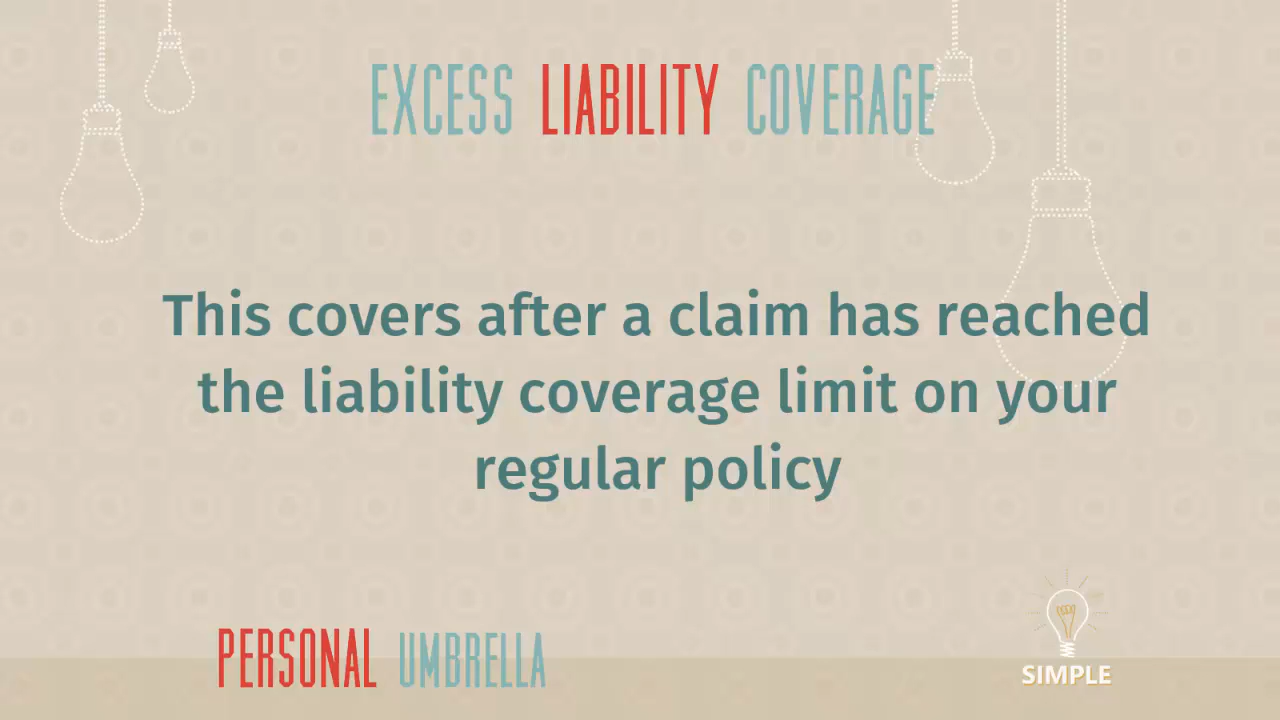 EXCESS LIABILITY COVERAGE
This covers after a claim has reached
the liability coverage limit on your
regular policy
PERSONAL UMBRELLA
SIMPLE